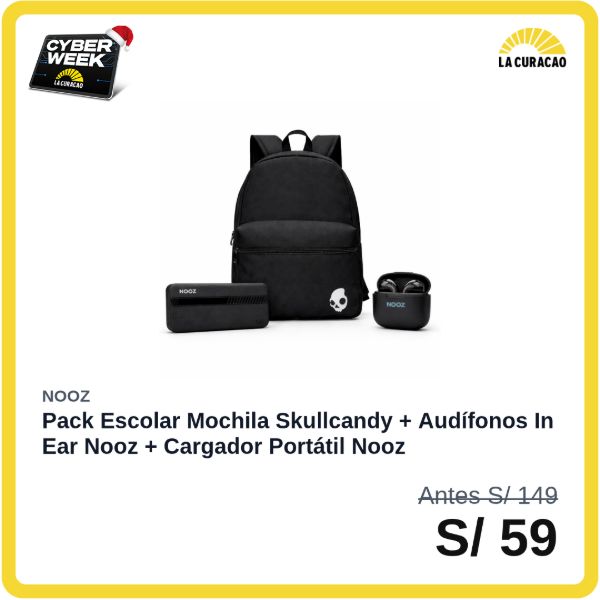 CYBER
WEEK
LA CURACAO
LA CURACAO
NOOZ
NOOZ
NOOZ
Pack Escolar Mochila Skullcandy + Audífonos In
Ear Nooz + Cargador Portátil Nooz
Antes S/ 149
S/ 59